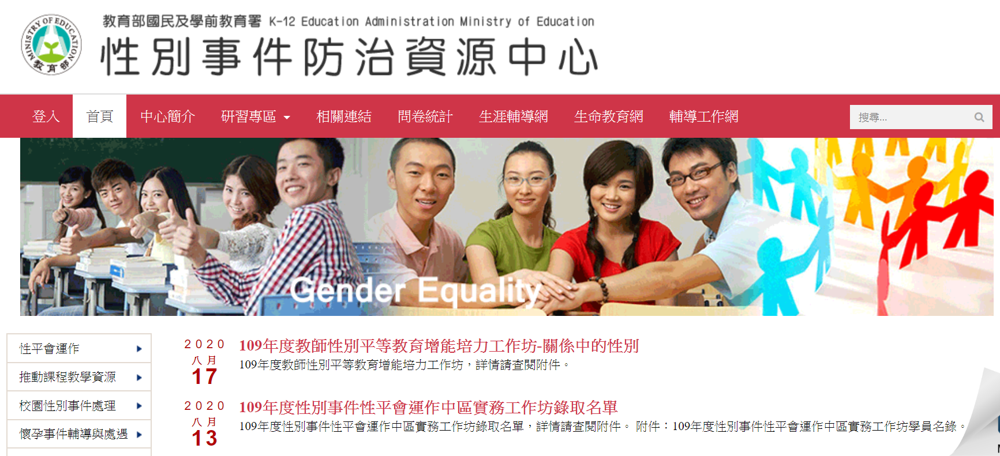 MINISTRY OF EDUCATION
教育部
教育部國民及學前教育署 K-12 Education Administration Ministry of Education
性別事件防治資源中心
登入 首頁 中心簡介 研習專區 相關連結 問卷統計 生涯輔導網 生命教育網 輔導工作網 搜尋...
Gender Equality
性平會運作
推動課程教學資源
校園性別事件處理
懷孕事件輔導與處遇
2020
八月
17
109年度教師性別平等教育增能培力工作坊-關係中的性別
109年度教師性別平等教育增能培力工作坊，詳情請查閱附件。
2020
八月
13
109年度性別事件性平會運作中區實務工作坊錄取名單
109年度性別事件性平會運作中區實務工作坊錄取名單，詳情請查閱附件。 附件：109年度性別事件性平會運作中區實務工作坊學員名錄。